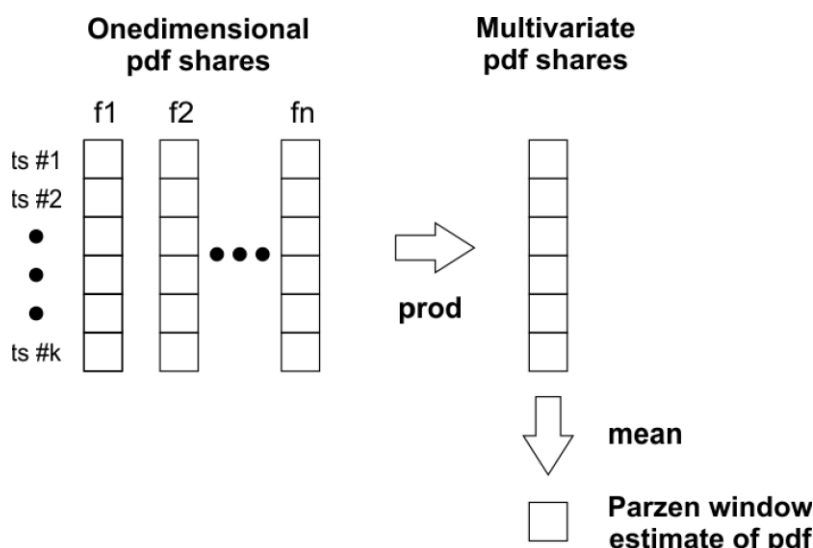 Onedimensional
pdf shares
Multivariate
pdf shares
f1 f2 fn
ts #1
ts #2
ts #k
prod
mean
Parzen window
estimate of pdf